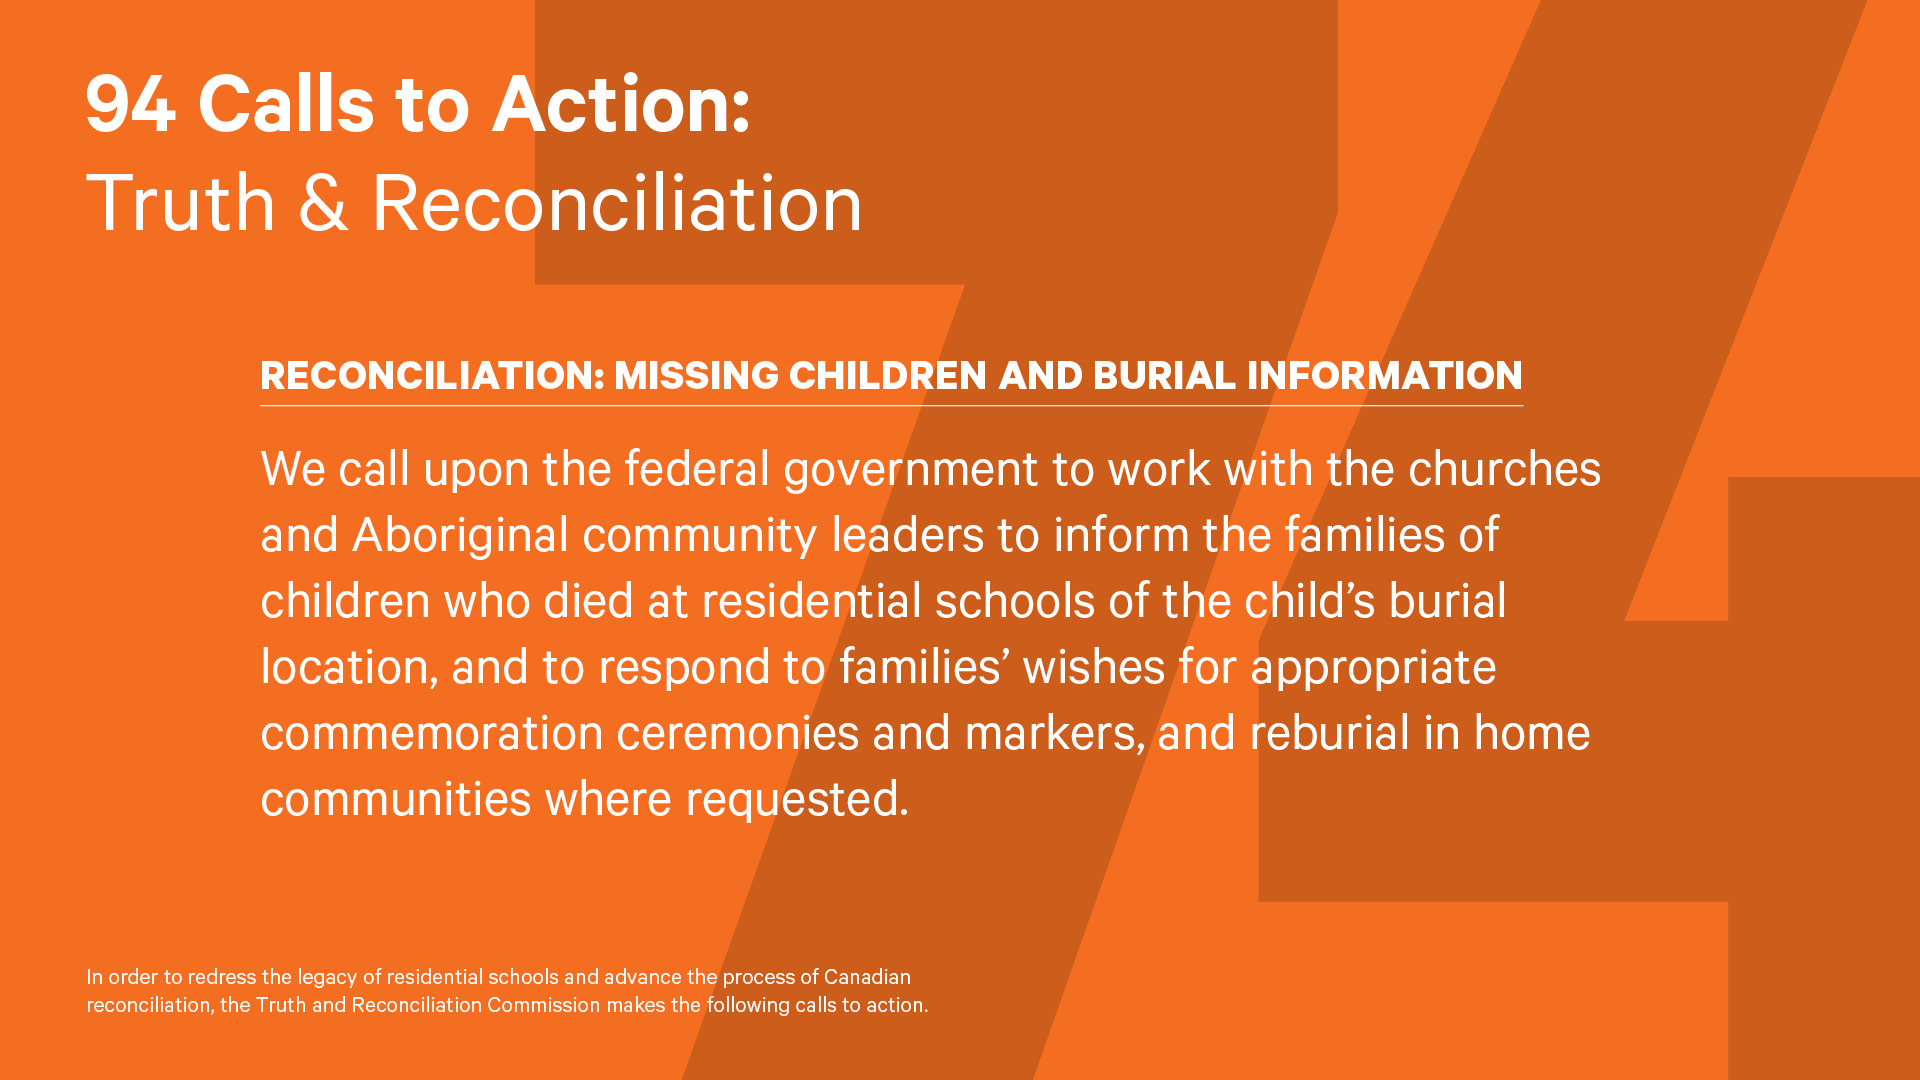 94 Calls to Action:
Truth & Reconciliation
74
RECONCILIATION: MISSING CHILDREN AND BURIAL INFORMATION
We call upon the federal government to work with the churches
and Aboriginal community leaders to inform the families of
children who died at residential schools of the child’s burial
location, and to respond to families’ wishes for appropriate
commemoration ceremonies and markers, and reburial in home
communities where requested.
In order to redress the legacy of residential schools and advance the process of Canadian
reconciliation, the Truth and Reconciliation Commission makes the following calls to action.